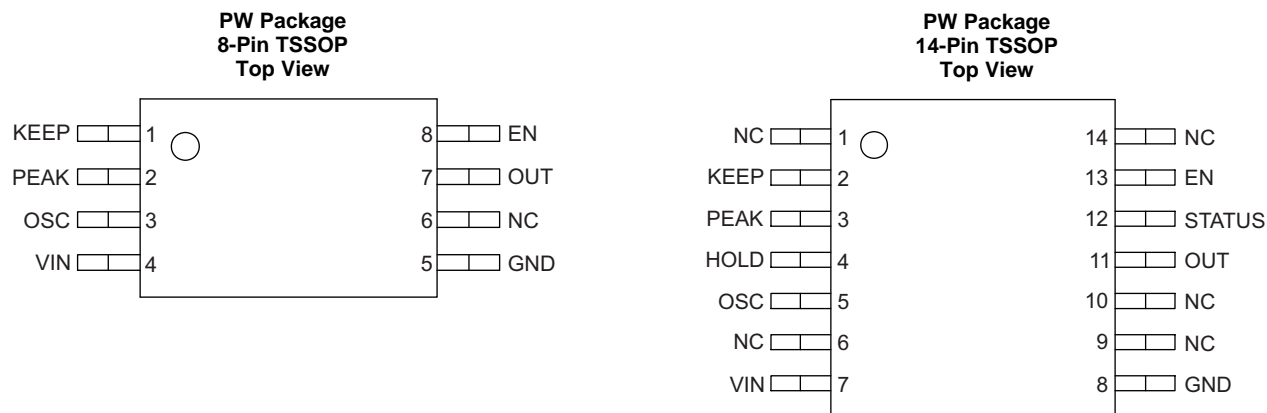 PW Package
8-Pin TSSOP
Top View
KEEP 1 8 EN
PEAK 2 7 OUT
OSC 3 6 NC
VIN 4 5 GND
PW Package
14-Pin TSSOP
Top View
NC 1 14 NC
KEEP 2 13 EN
PEAK 3 12 STATUS
HOLD 4 11 OUT
OSC 5 10 NC
NC 6 9 NC
VIN 7 8 GND